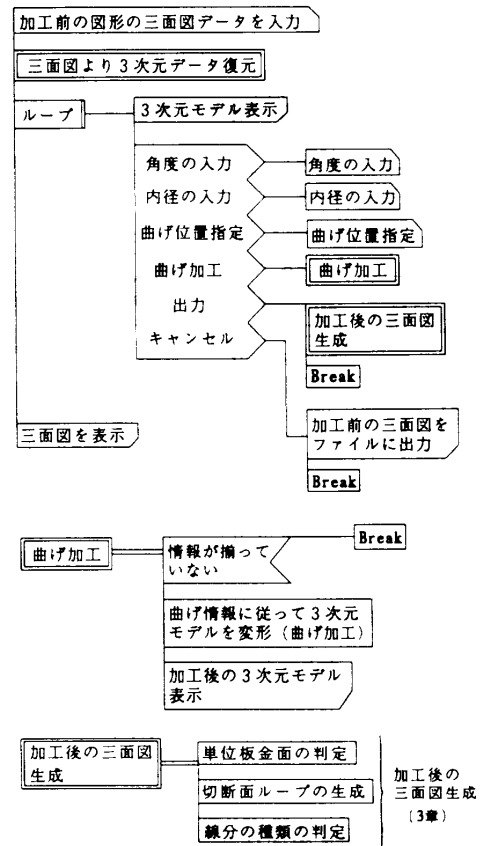 加工前の図形の三面図データを入力
三面図より3次元データ復元
ループ
3次元モデル表示
角度の入力
角度の入力
内径の入力
内径の入力
曲げ位置指定
曲げ位置指定
曲げ加工
曲げ加工
出力
加工後の三面図
生成
Break
キャンセル
加工前の三面図を
ファイルに出力
Break
三面図を表示
曲げ加工
情報が揃って
いない
Break
曲げ情報に従って3次元
モデルを変形(曲げ加工)
加工後の3次元モデル
表示
加工後の三面図
生成
単位板金面の判定
切断面ループの生成
線分の種類の判定
加工後の
三面図生成
(3章)